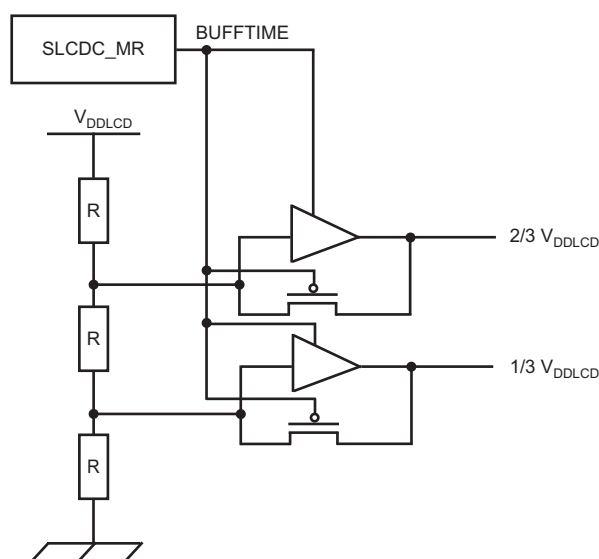 SLCDC_MR
BUFFTIME
VDDLCD
R
2/3 VDDLCD
R
1/3 VDDLCD
R